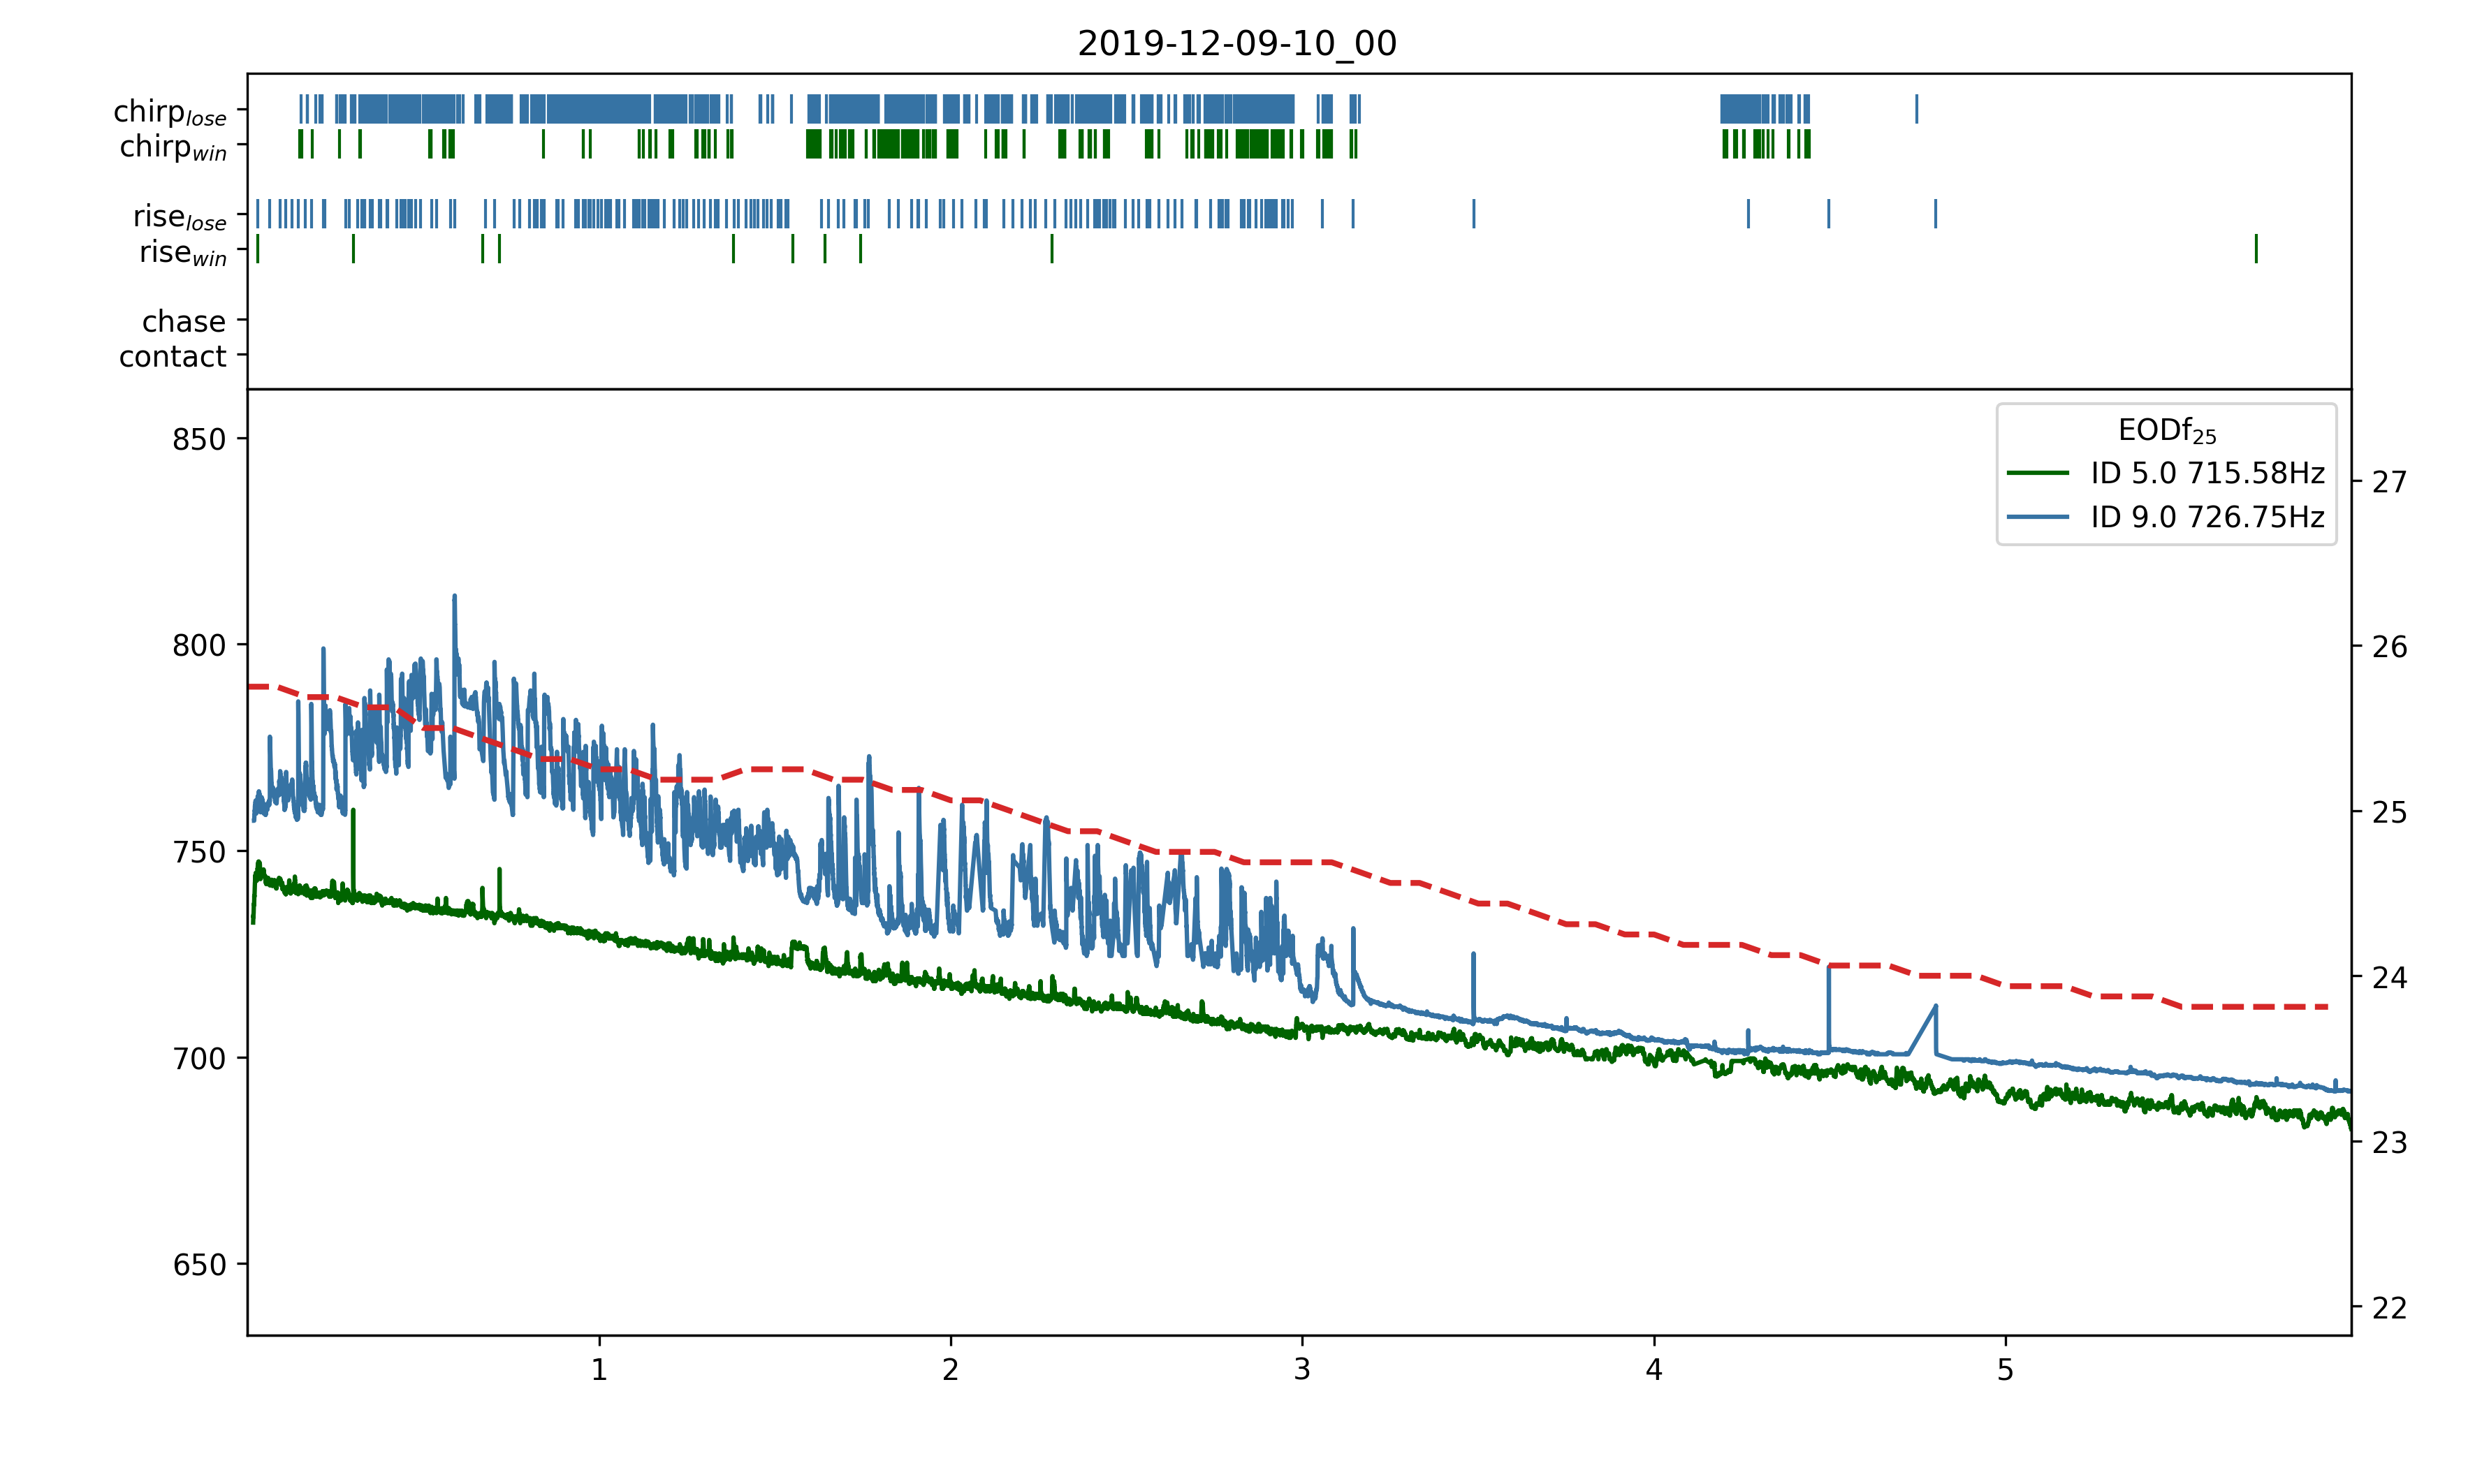 2019-12-09-10_00
chirp_lose
chirp_win
rise_lose
rise_win
chase
contact
850
800
750
700
650
EODf_25
ID 5.0 715.58Hz
ID 9.0 726.75Hz
27
26
25
24
23
22
1 2 3 4 5